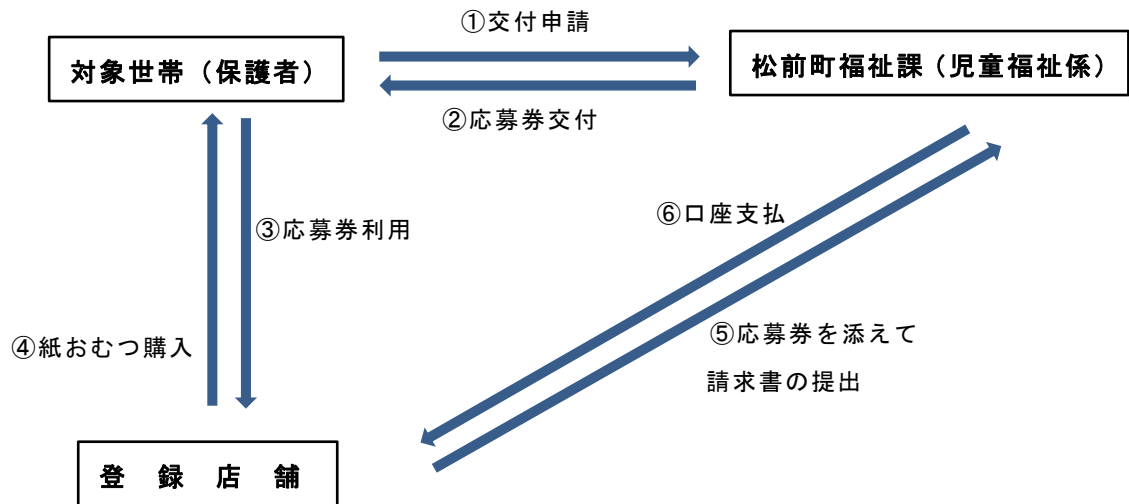 ①交付申請
対象世帯（保護者）
松前町福祉課（児童福祉係）
②応募券交付
③応募券利用
⑥口座支払
④紙おむつ購入
⑤応募券を添えて
請求書の提出
登録店舗